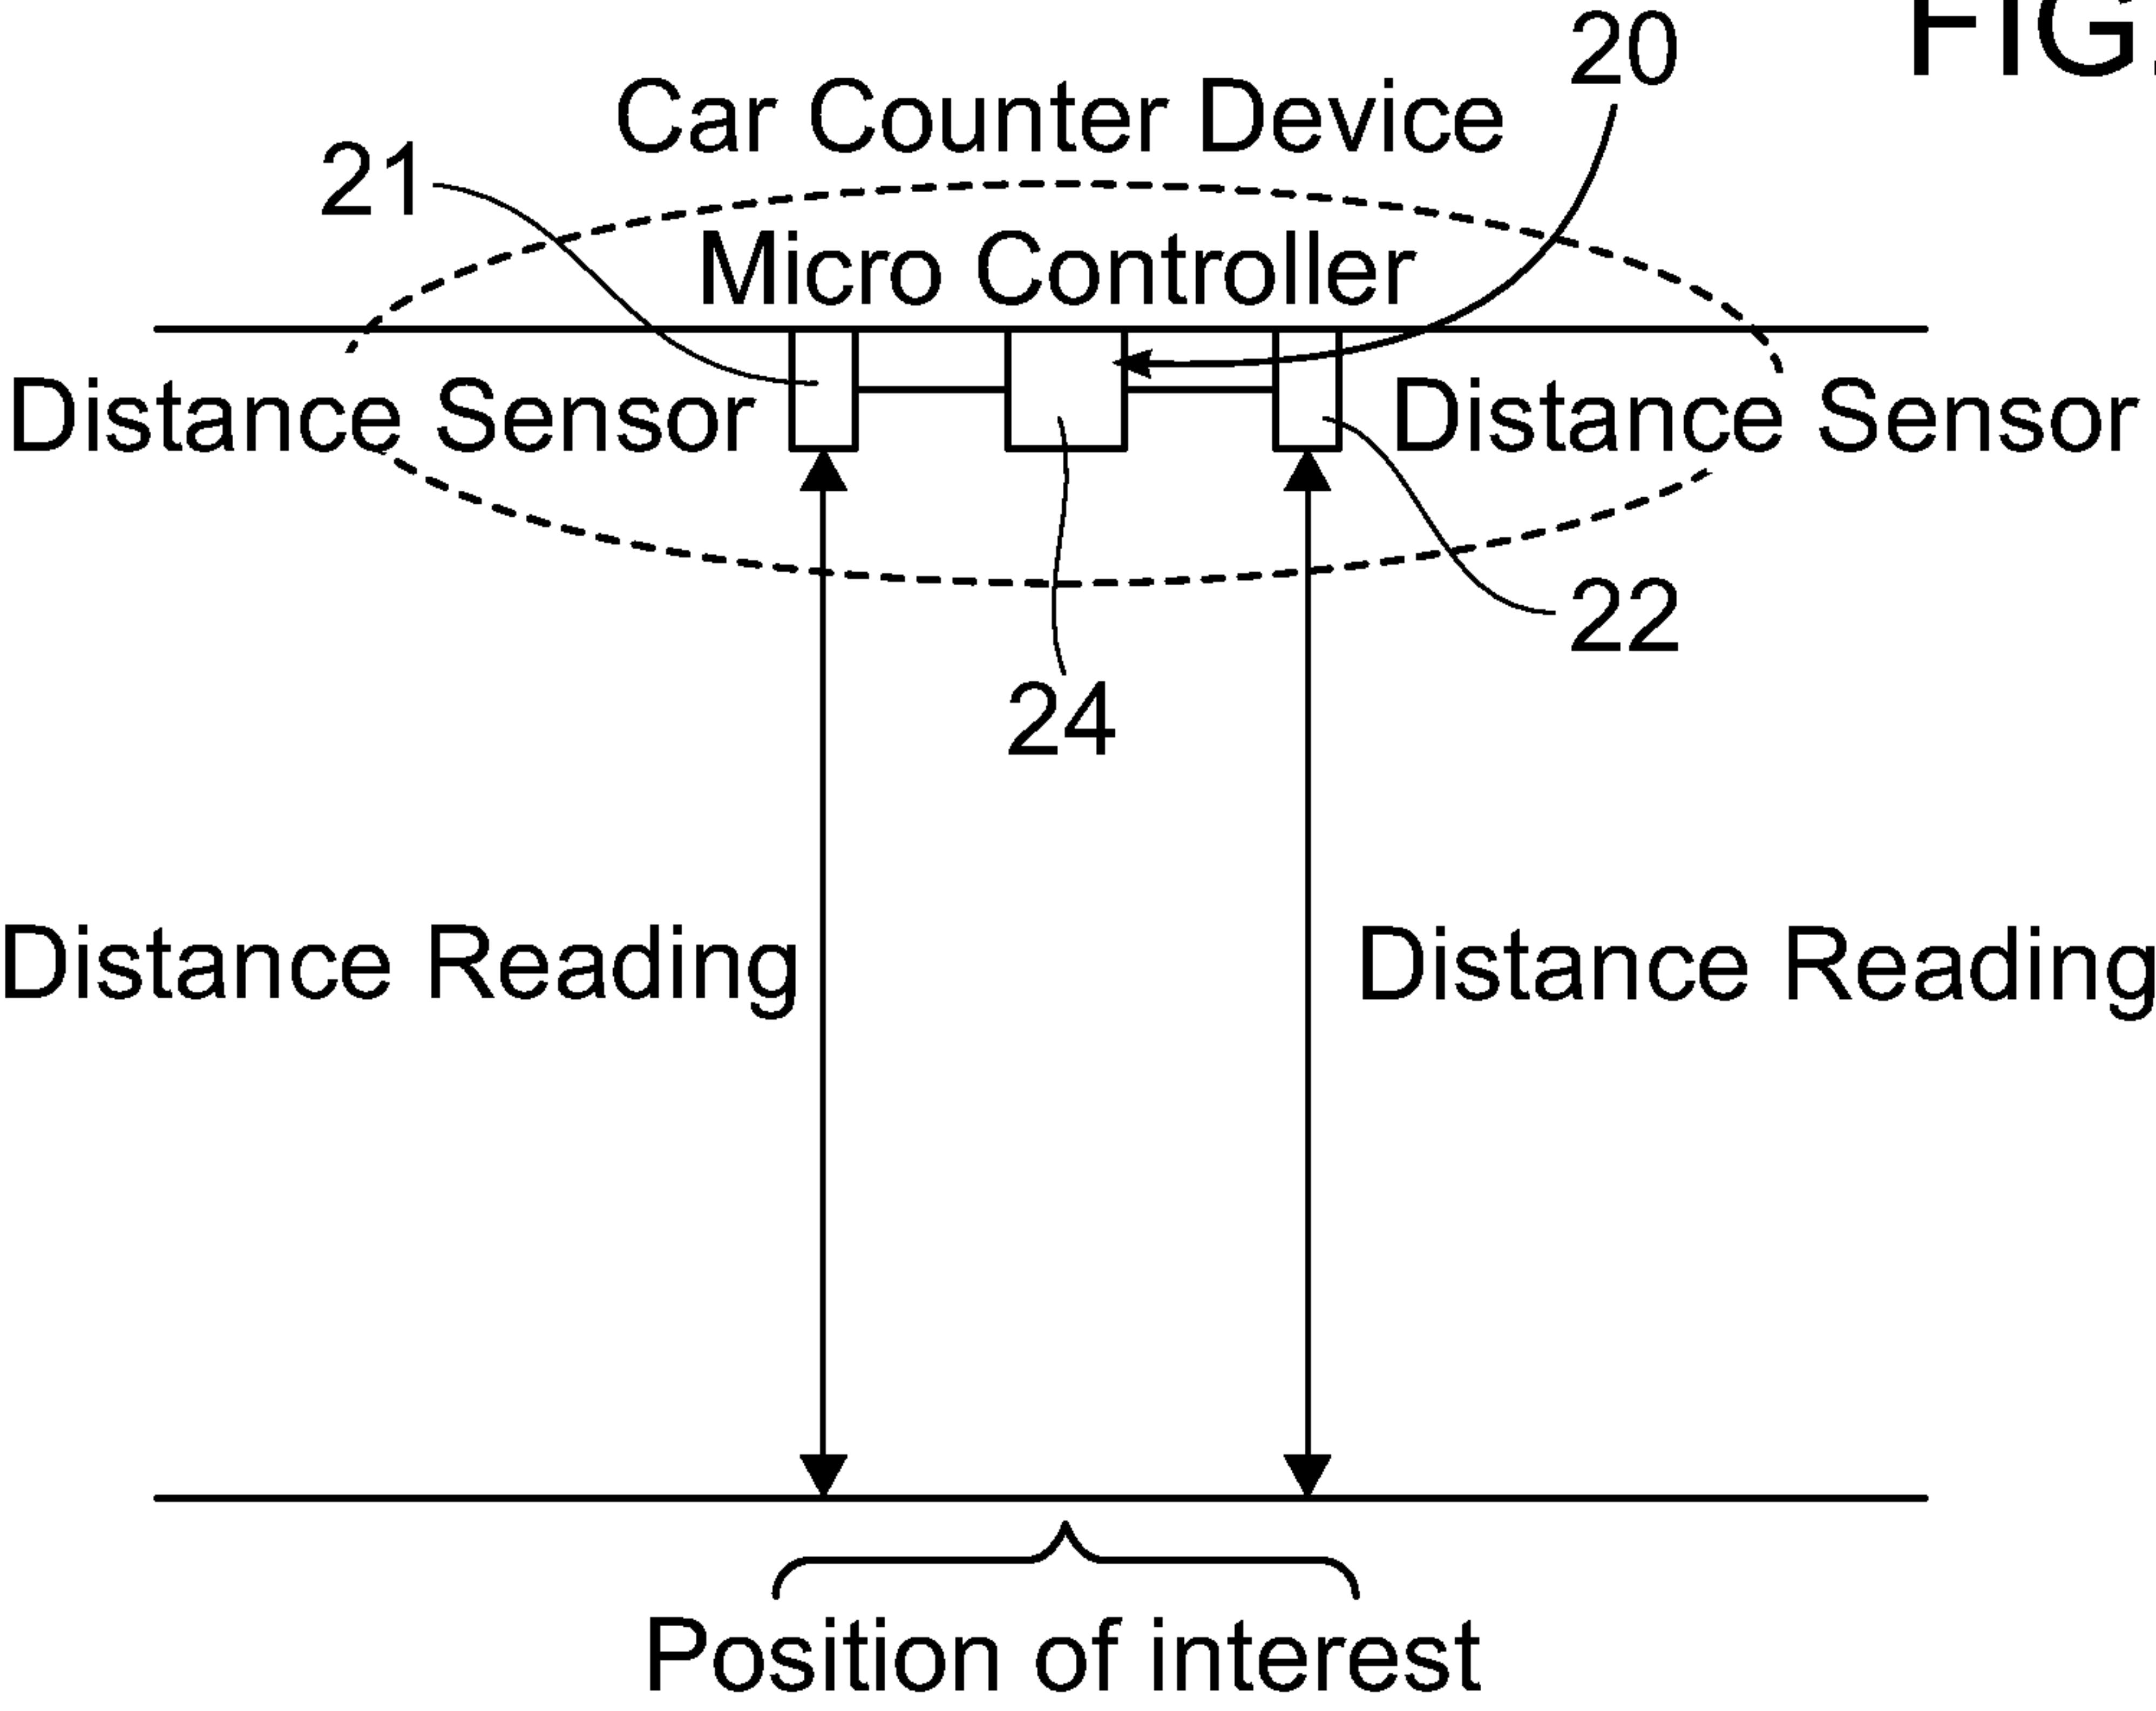 FIG.
20
Car Counter Device
21
Micro Controller
Distance Sensor
Distance Sensor
22
24
Distance Reading
Distance Reading
Position of interest